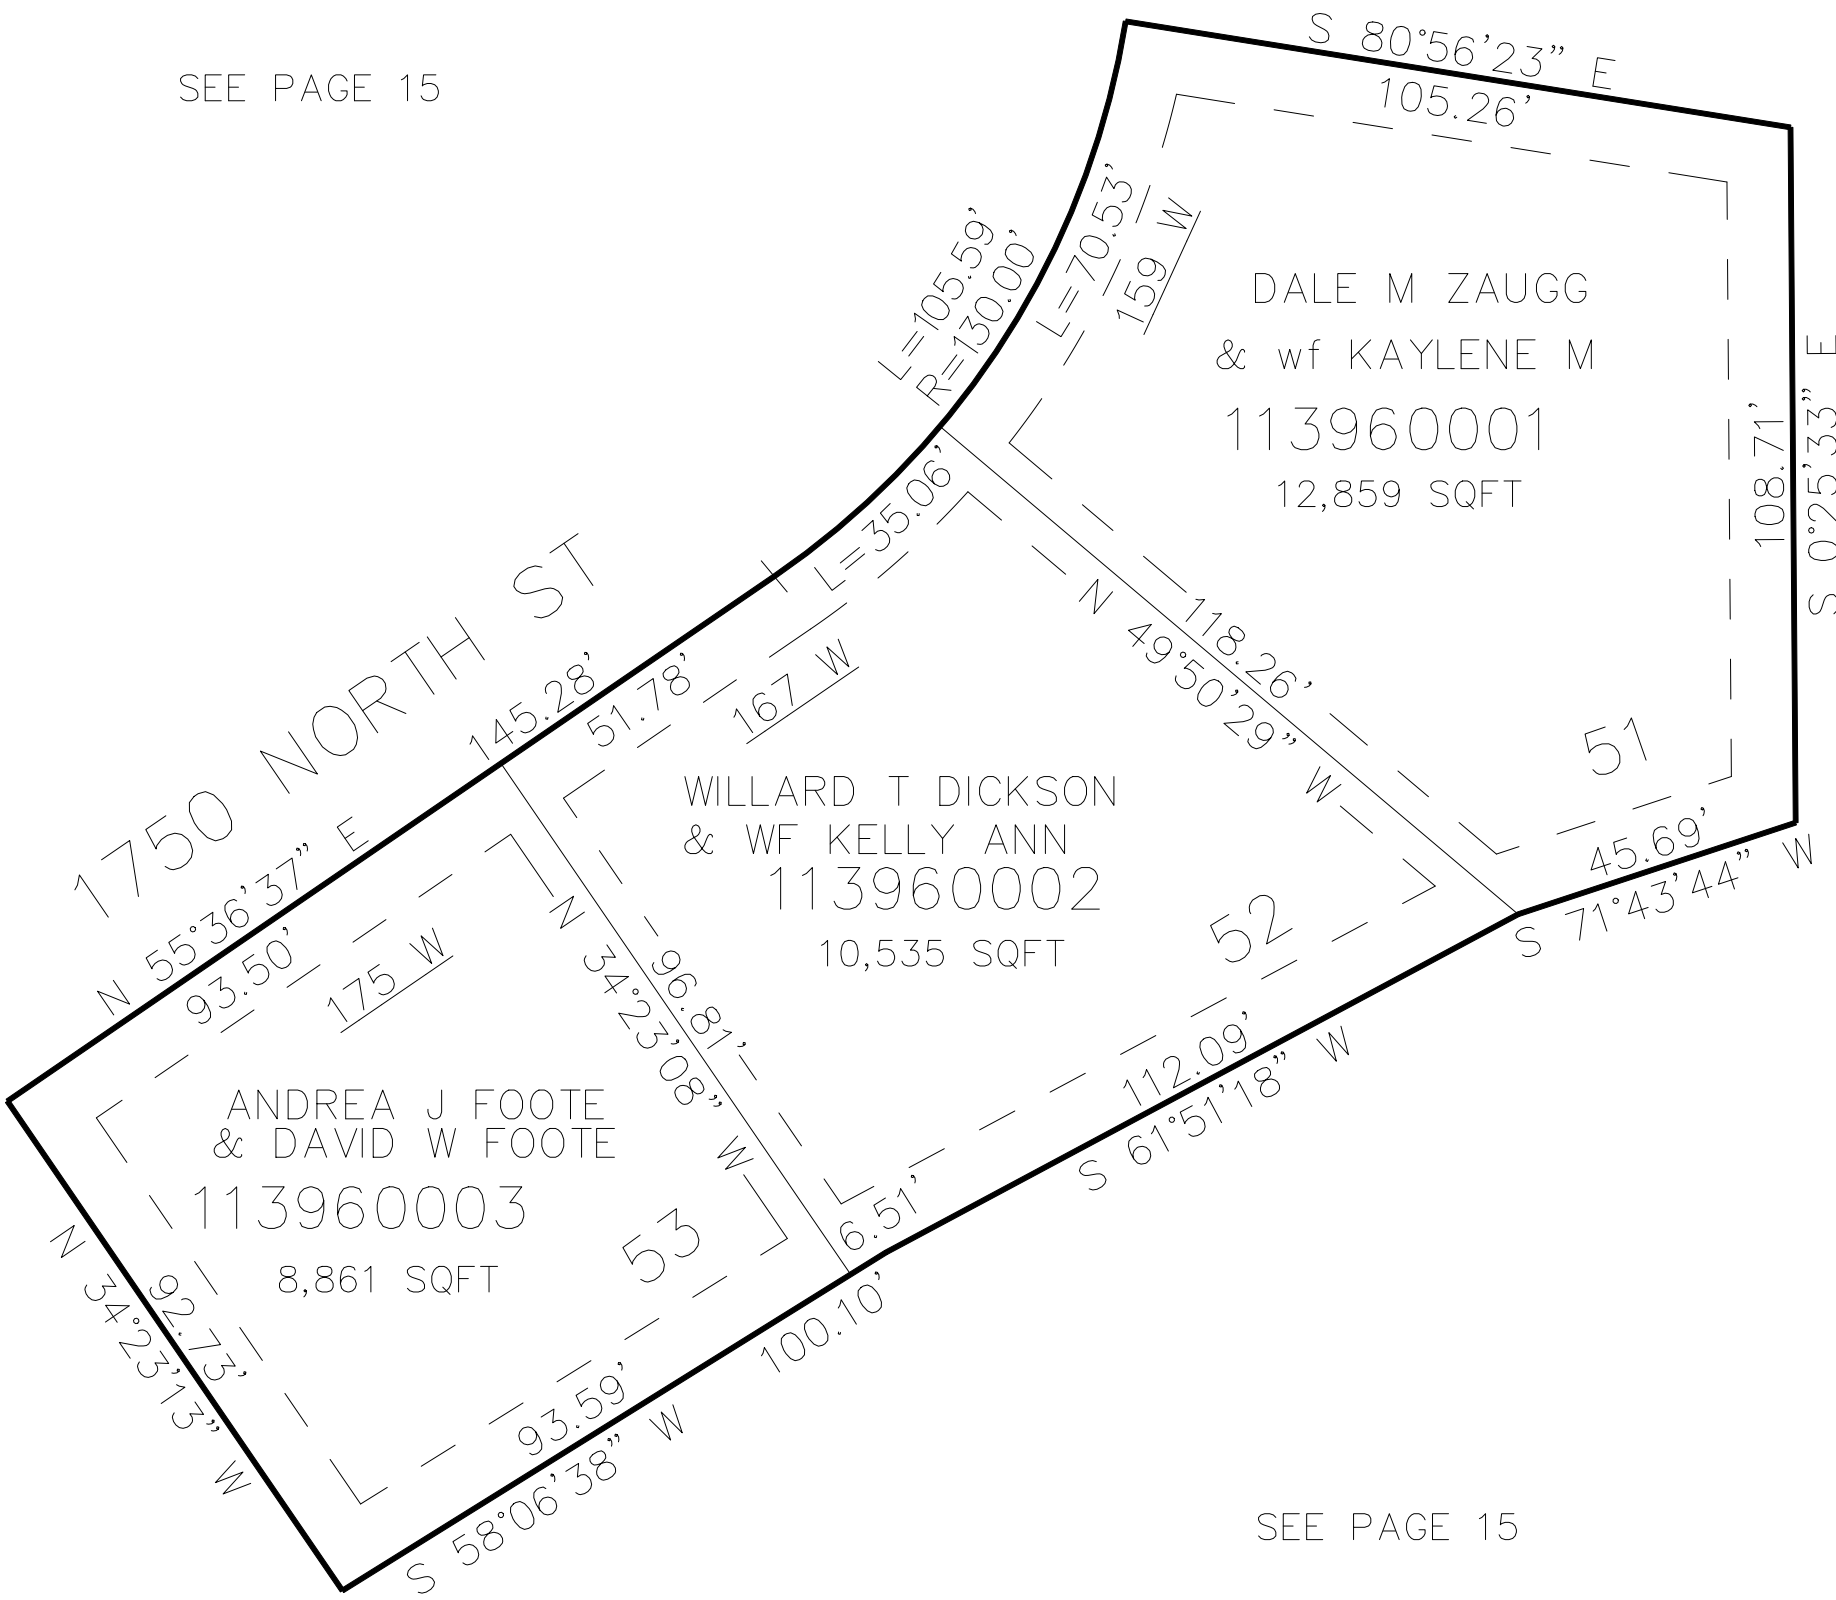 SEE PAGE 15
S 80°56'23" E
105.26'
L=105.59'
R=130.00'
L=70.53'
159 W
DALE M ZAUGG
& wf KAYLENE M
113960001
12,859 SQFT
108.71'
S 0°25'33" E
L=35.06'
N 49°50'29" W
118.26'
51
45.69'
S 71°43'44" W
1750 NORTH ST
145.28'
N 55°36'37" E
51.78'
167 W
WILLARD T DICKSON
& WF KELLY ANN
113960002
10,535 SQFT
52
96.81'
N 34°23'08" W
112.09'
S 61°51'18" W
6.51'
93.50'
175 W
ANDREA J FOOTE
& DAVID W FOOTE
113960003
8,861 SQFT
53
92.73'
N 34°23'13" W
93.59'
100.10'
S 58°06'38" W
SEE PAGE 15